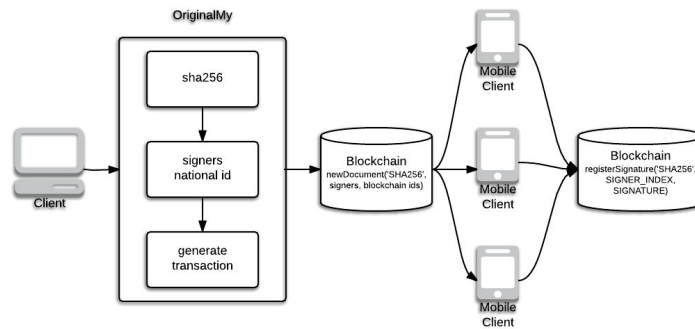 OriginalMy
sha256
signers
national id
generate
transaction
Client
Blockchain
newDocument('SHA256',
signers, blockchain ids)
Mobile
Client
Mobile
Client
Mobile
Client
Blockchain
registerSignature('SHA256',
SIGNER_INDEX,
SIGNATURE)